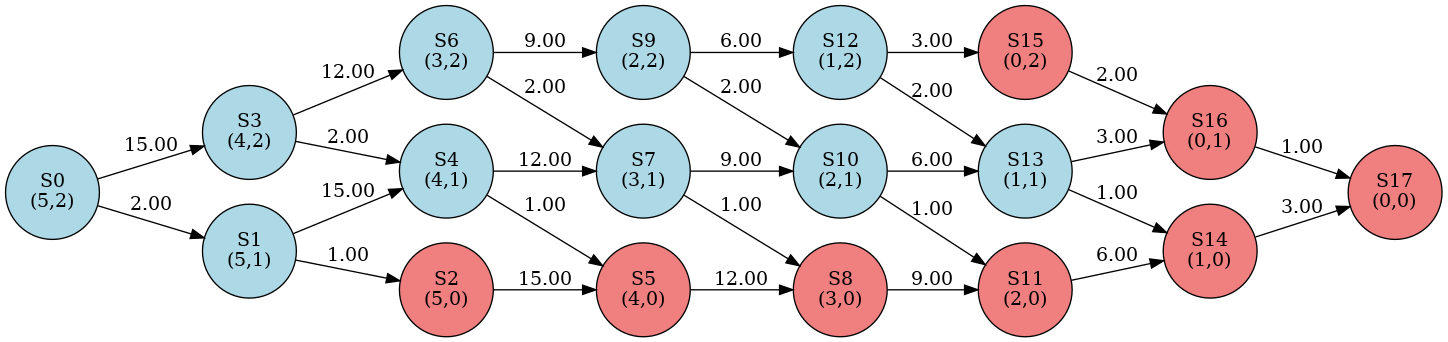 S0
(5,2)
15.00
2.00
S3
(4,2)
S1
(5,1)
12.00
2.00
15.00
1.00
S6
(3,2)
S4
(4,1)
S2
(5,0)
9.00
2.00
12.00
1.00
15.00
S9
(2,2)
S7
(3,1)
S5
(4,0)
6.00
2.00
9.00
1.00
12.00
S12
(1,2)
S10
(2,1)
S8
(3,0)
3.00
2.00
6.00
1.00
9.00
S15
(0,2)
S13
(1,1)
S11
(2,0)
2.00
3.00
1.00
6.00
S16
(0,1)
S14
(1,0)
1.00
3.00
S17
(0,0)